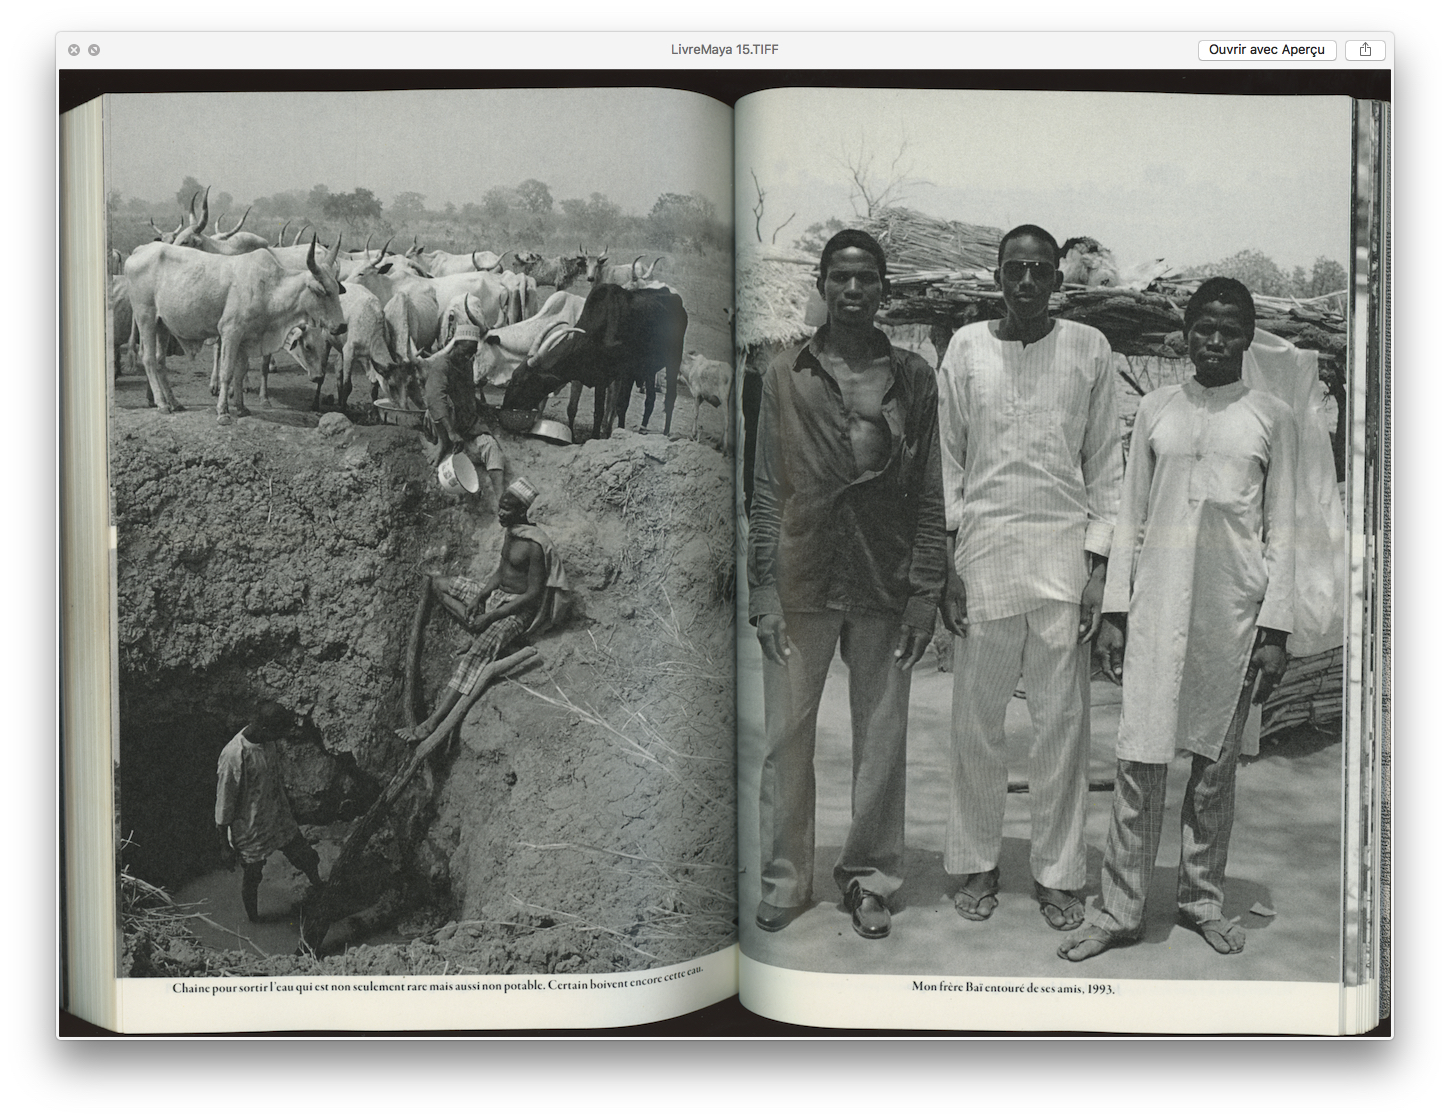 LivreMaya 15.TIFF
Ouvrir avec Aperçu
Chaine pour sortir l'eau qui est non seulement rare mais aussi non potable. Certain boivent encore cette eau.
Mon frère Baï entouré de ses amis, 1993.